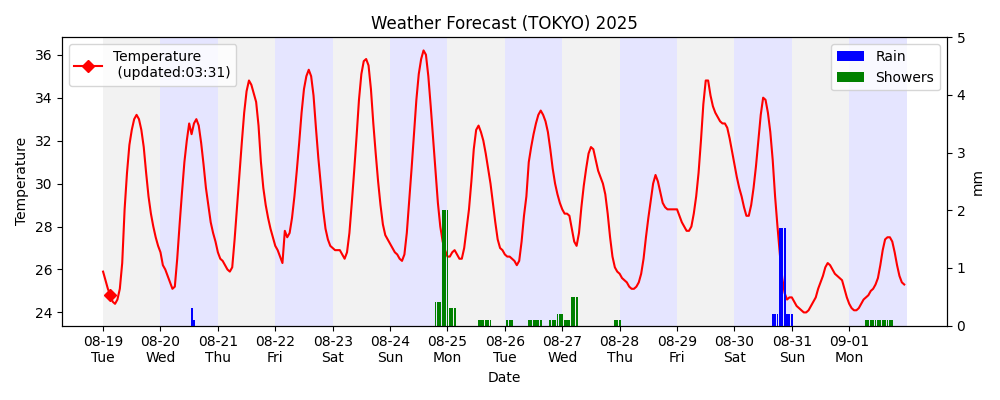 Weather Forecast (TOKYO) 2025
Temperature
(updated:03:31)
Rain
Showers
36
34
32
30
28
26
24
Temperature
5
4
3
2
1
0
mm
08-19 08-20 08-21 08-22 08-23 08-24 08-25 08-26 08-27 08-28 08-29 08-30 08-31 09-01
Tue Wed Thu Fri Sat Sun Mon Tue Wed Thu Fri Sat Sun Mon
Date